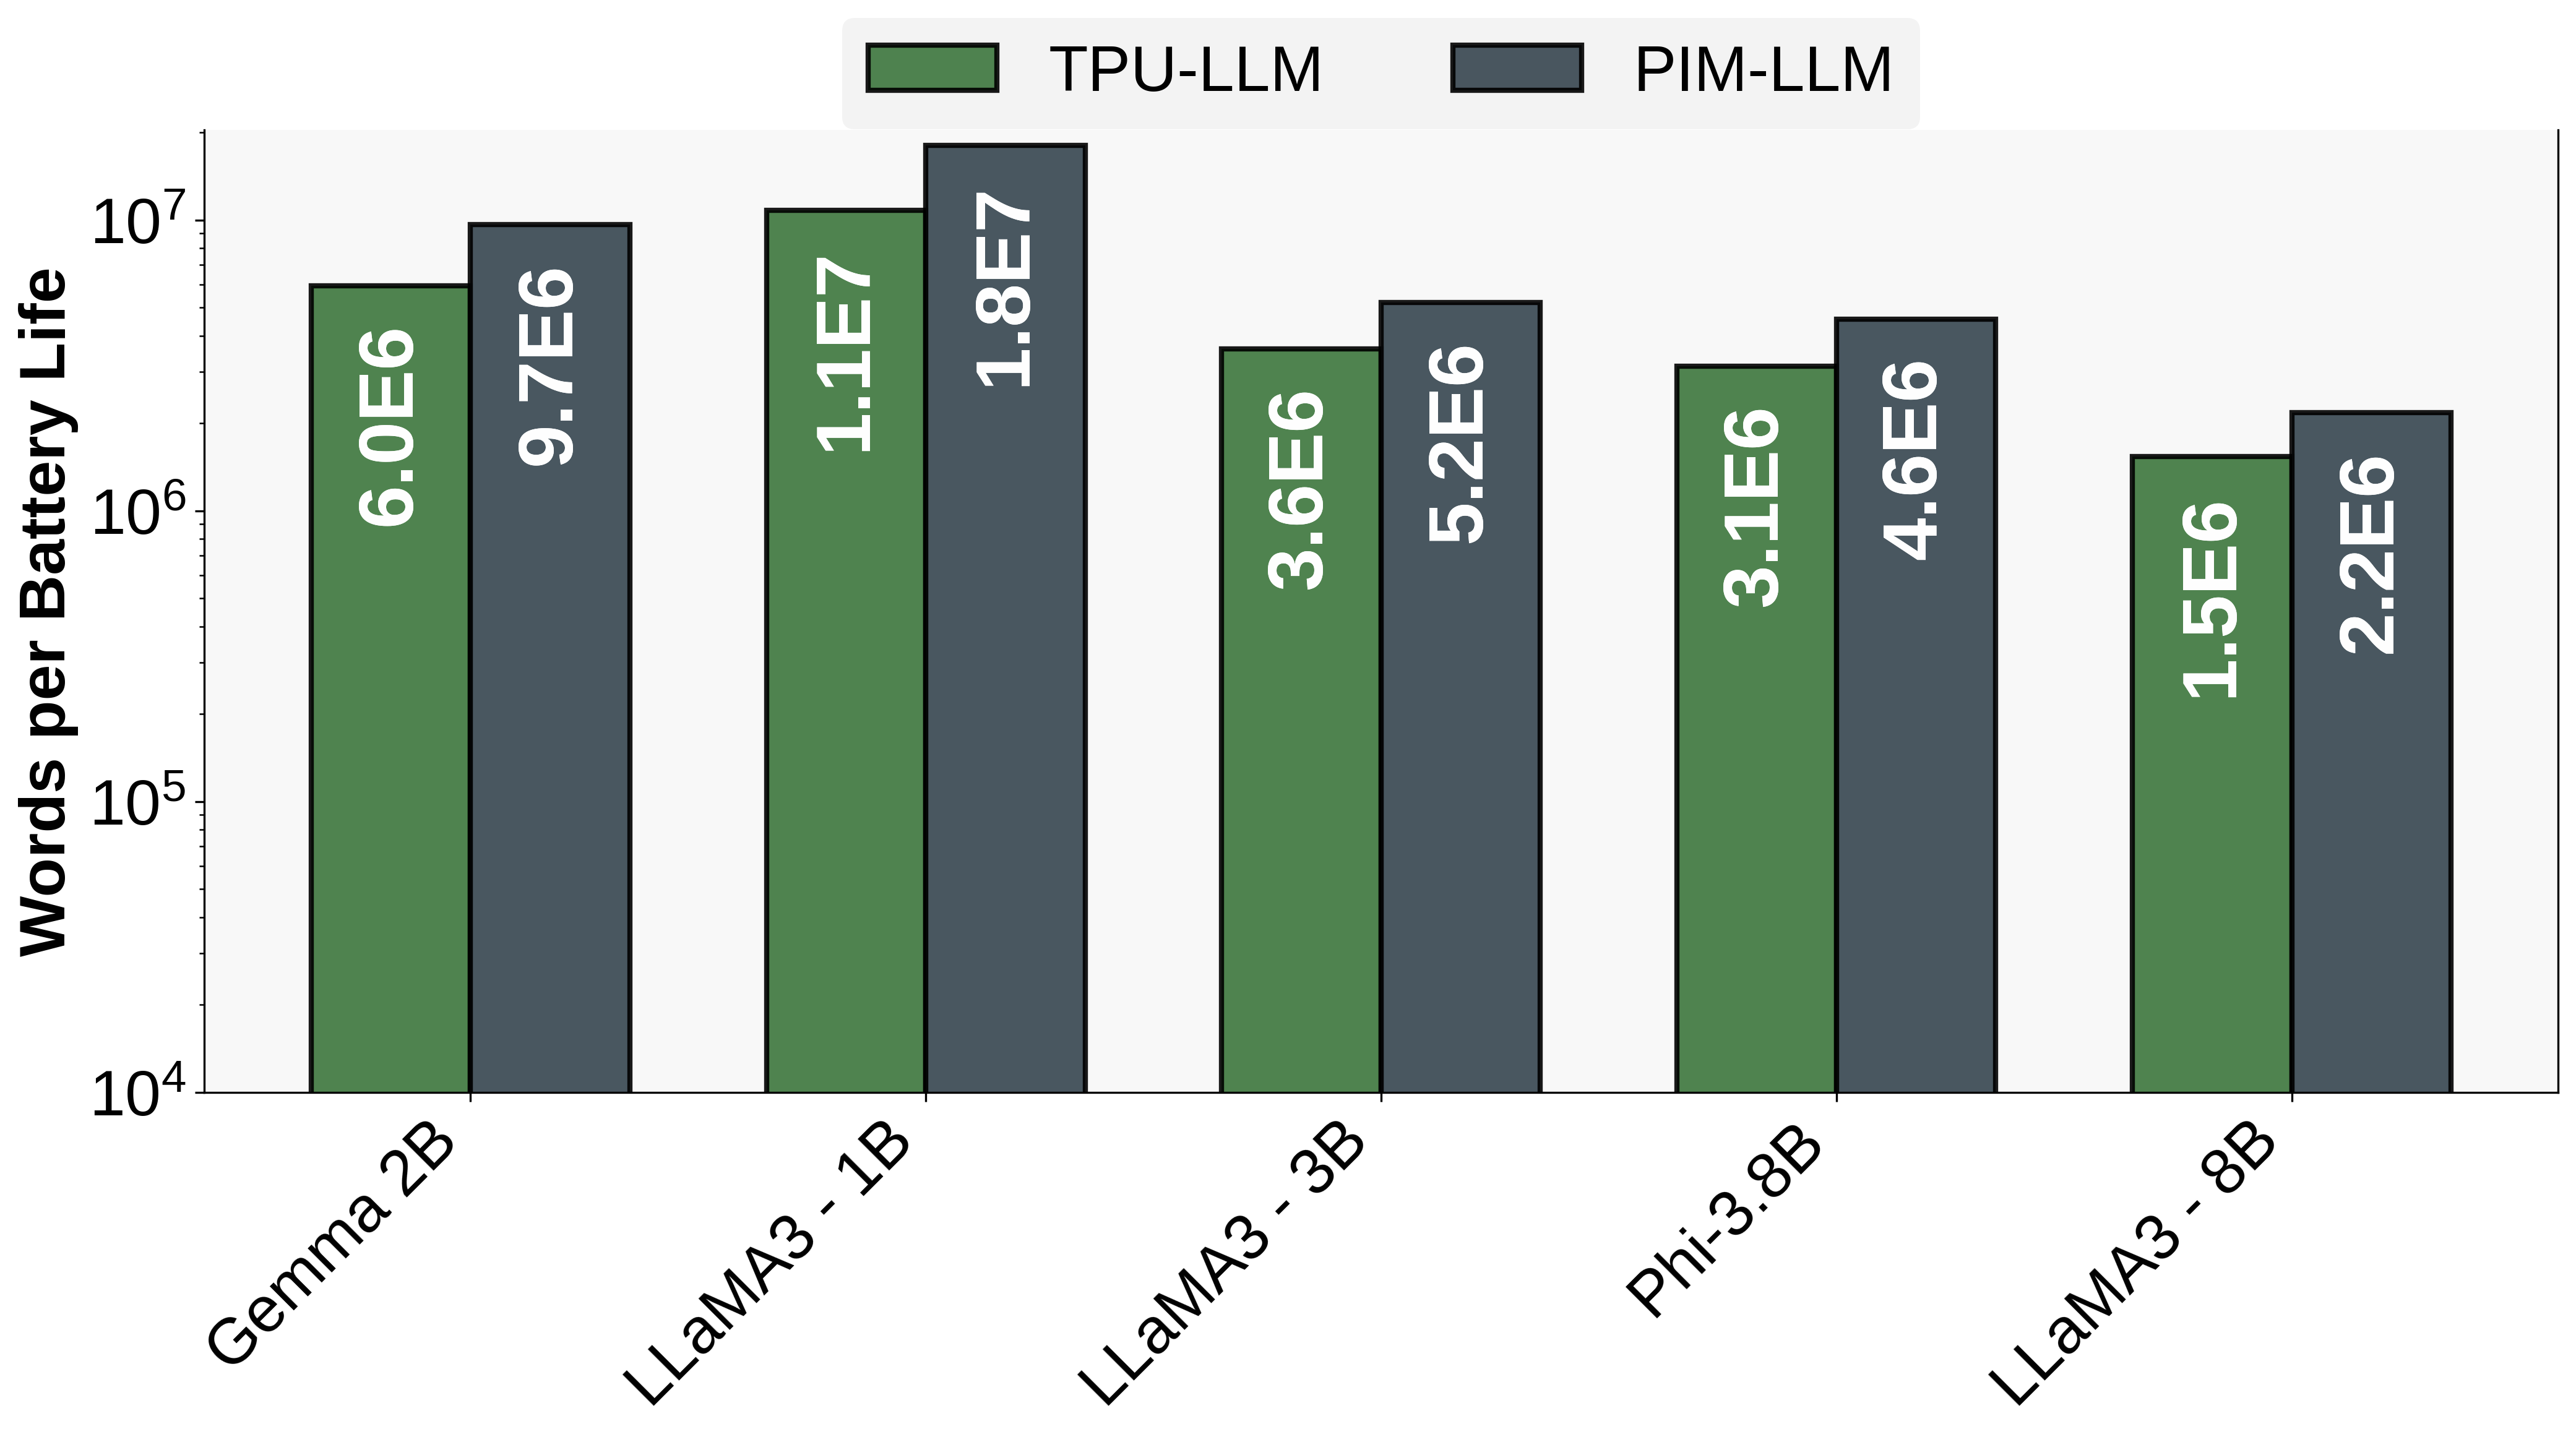 TPU-LLM
PIM-LLM
Words per Battery Life
10^7
10^6
10^5
10^4
6.0E6
9.7E6
1.1E7
1.8E7
3.6E6
5.2E6
3.1E6
4.6E6
1.5E6
2.2E6
Gemma 2B
LLaMA3 - 1B
LLaMA3 - 3B
Phi-3.8B
LLaMA3 - 8B